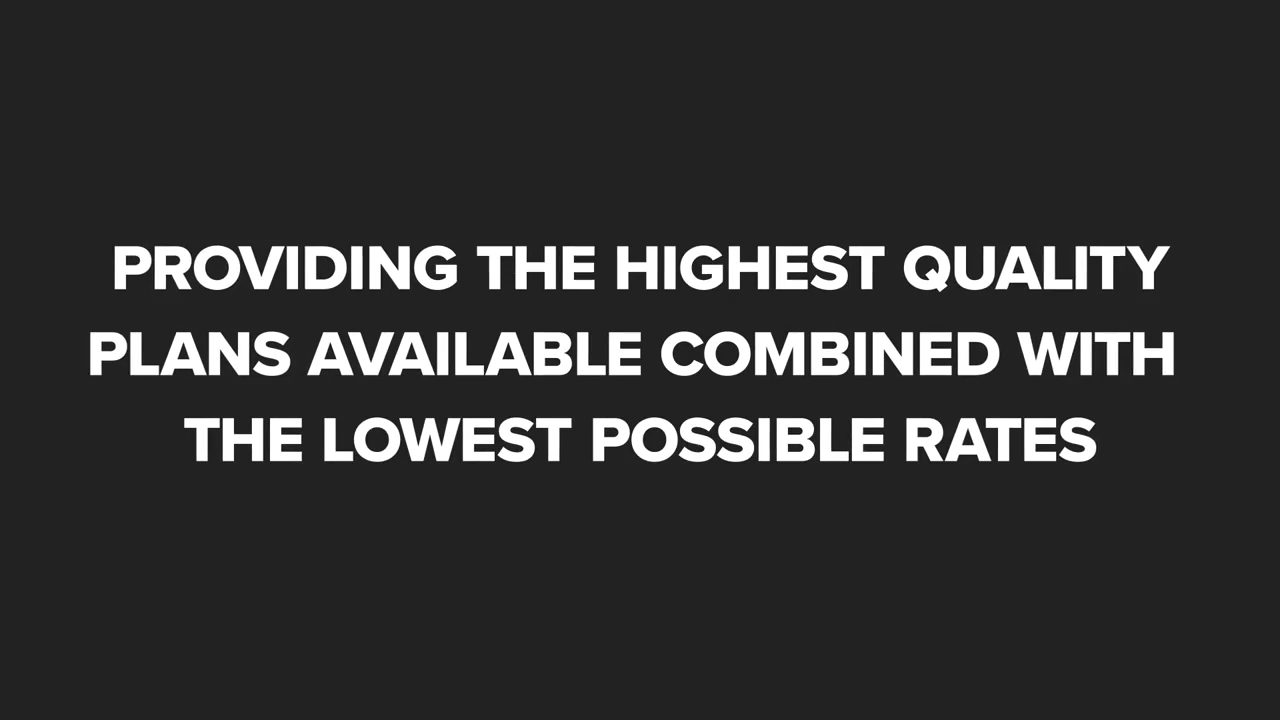 PROVIDING THE HIGHEST QUALITY
PLANS AVAILABLE COMBINED WITH
THE LOWEST POSSIBLE RATES